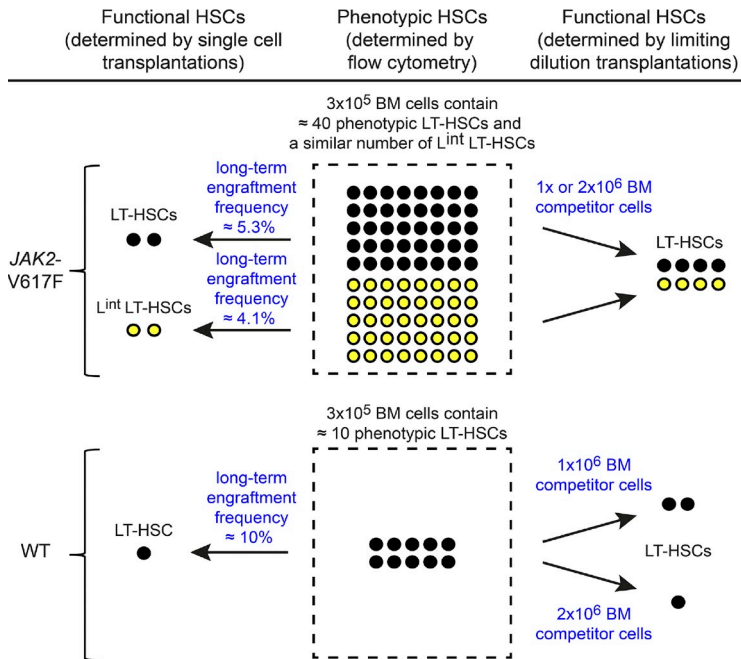 Functional HSCs
(determined by single cell
transplantations)
Phenotypic HSCs
(determined by
flow cytometry)
Functional HSCs
(determined by limiting
dilution transplantations)
3x10⁵ BM cells contain
≈ 40 phenotypic LT-HSCs and
a similar number of Lⁱⁿᵗ LT-HSCs
JAK2-
V617F
LT-HSCs
long-term
engraftment
frequency
≈ 5.3%
Lⁱⁿᵗ LT-HSCs
long-term
engraftment
frequency
≈ 4.1%
1x or 2x10⁶ BM
competitor cells
LT-HSCs
3x10⁵ BM cells contain
≈ 10 phenotypic LT-HSCs
WT
LT-HSC
long-term
engraftment
frequency
≈ 10%
1x10⁶ BM
competitor cells
LT-HSCs
2x10⁶ BM
competitor cells